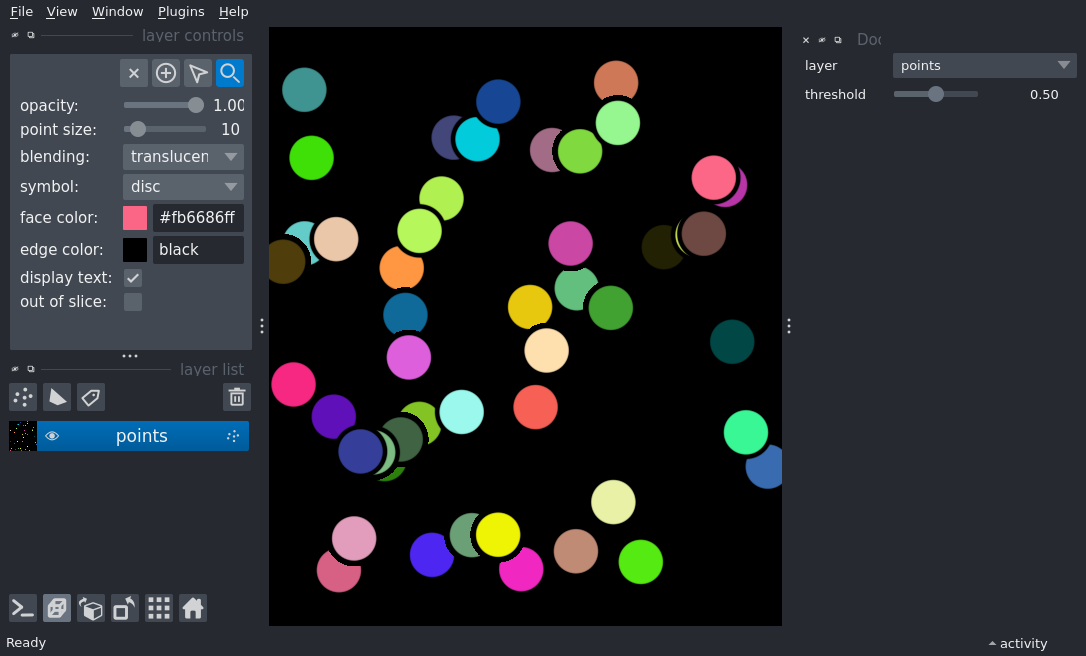 File View Window Plugins Help
layer controls
opacity: 1.00
point size: 10
blending: translucen
symbol: disc
face color: #fb6686ff
edge color: black
display text:
out of slice:
layer list
points
Ready
Doc
layer points
threshold 0.50
activity